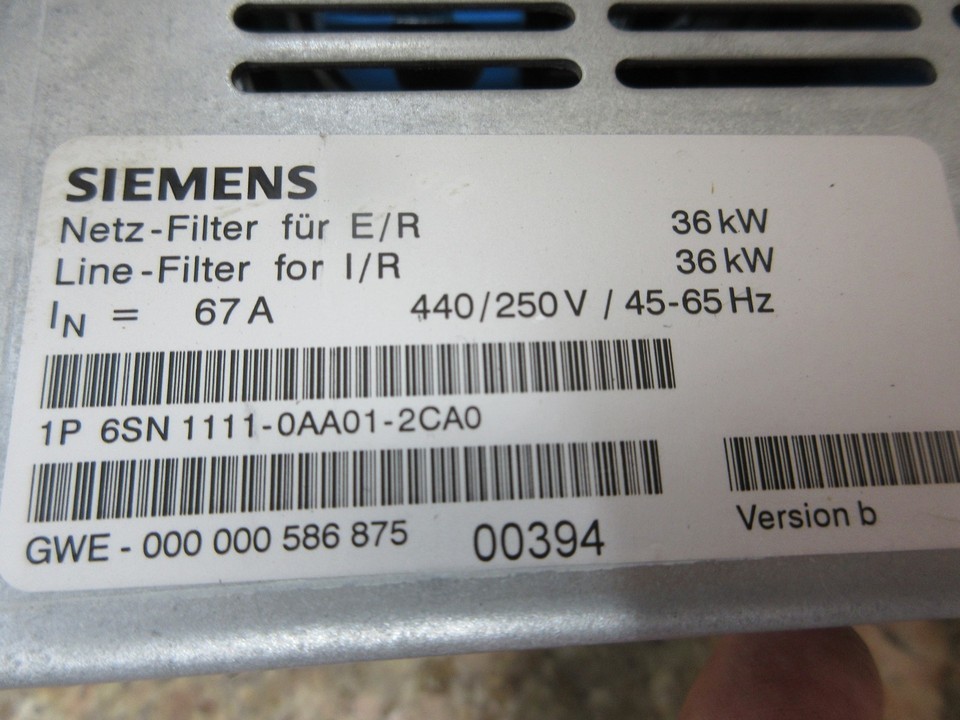 SIEMENS
Netz-Filter für E/R 36 kW
Line-Filter for I/R 36 kW
IN = 67 A 440/250 V / 45-65 Hz
1P 6SN 1111-0AA01-2CA0
GWE - 000 000 586 875 00394 Version b